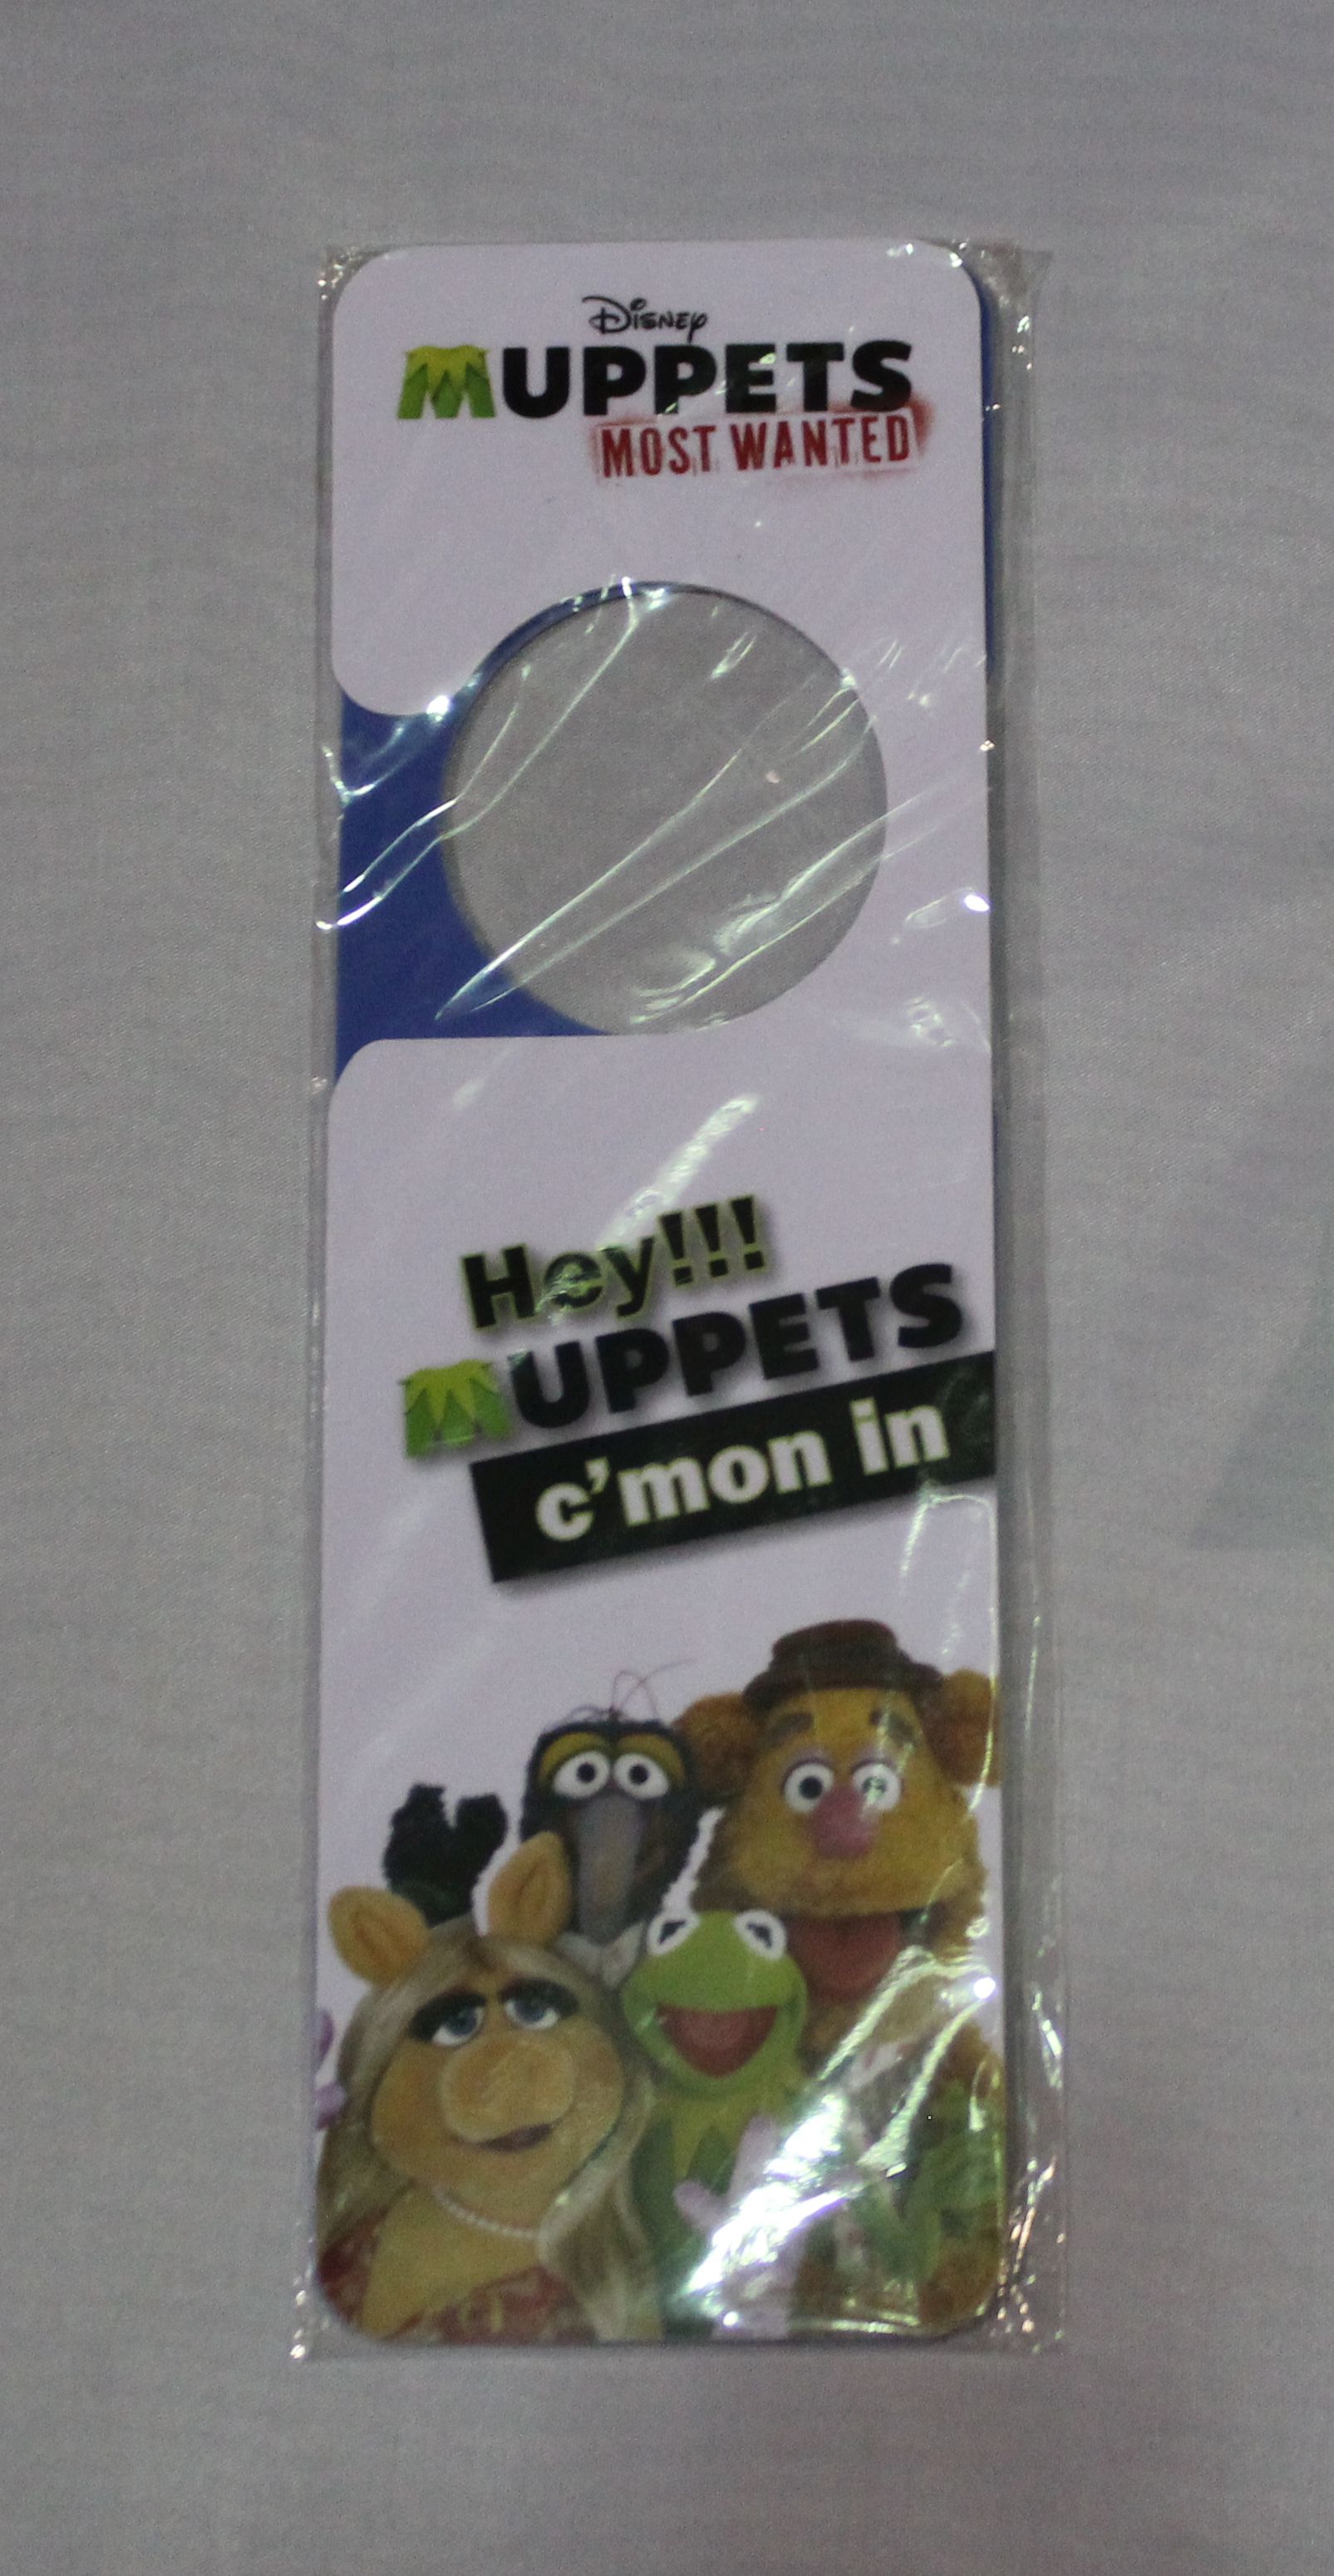 Disney
MUPPETS
MOST WANTED
Hey!!!
MUPPETS
c'mon in